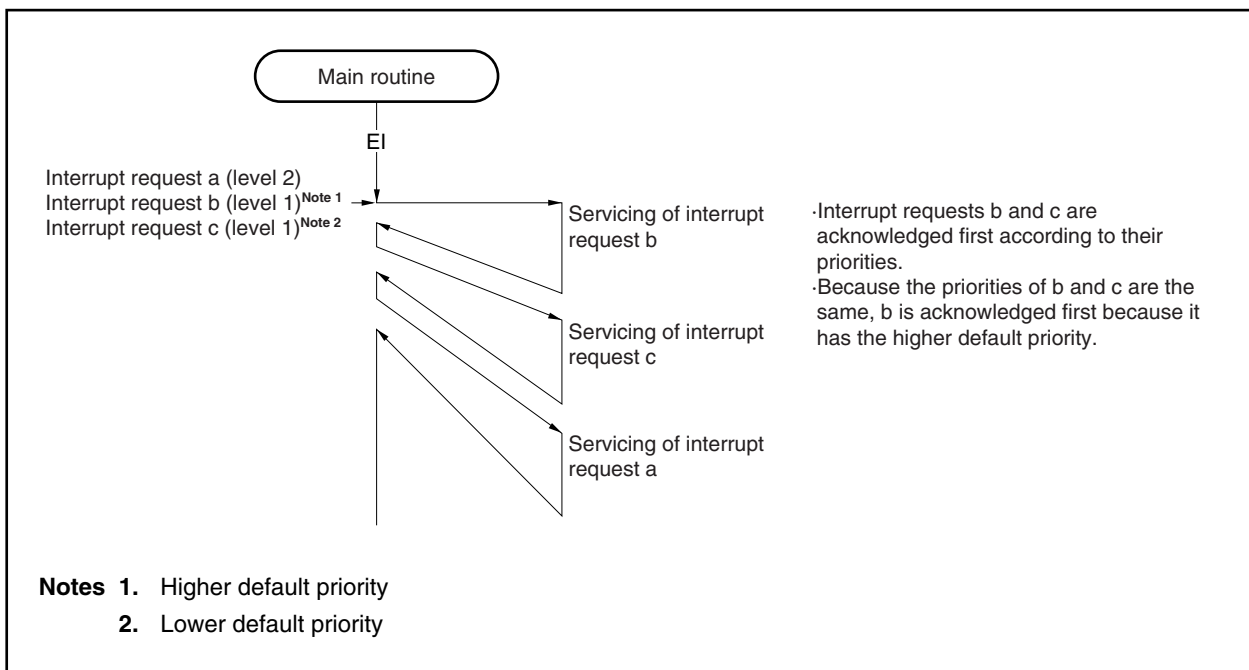 Main routine
EI
Interrupt request a (level 2)
Interrupt request b (level 1)Note 1
Interrupt request c (level 1)Note 2
Servicing of interrupt
request b
·Interrupt requests b and c are
acknowledged first according to their
priorities.
·Because the priorities of b and c are the
same, b is acknowledged first because it
has the higher default priority.
Servicing of interrupt
request c
Servicing of interrupt
request a
Notes 1. Higher default priority
2. Lower default priority